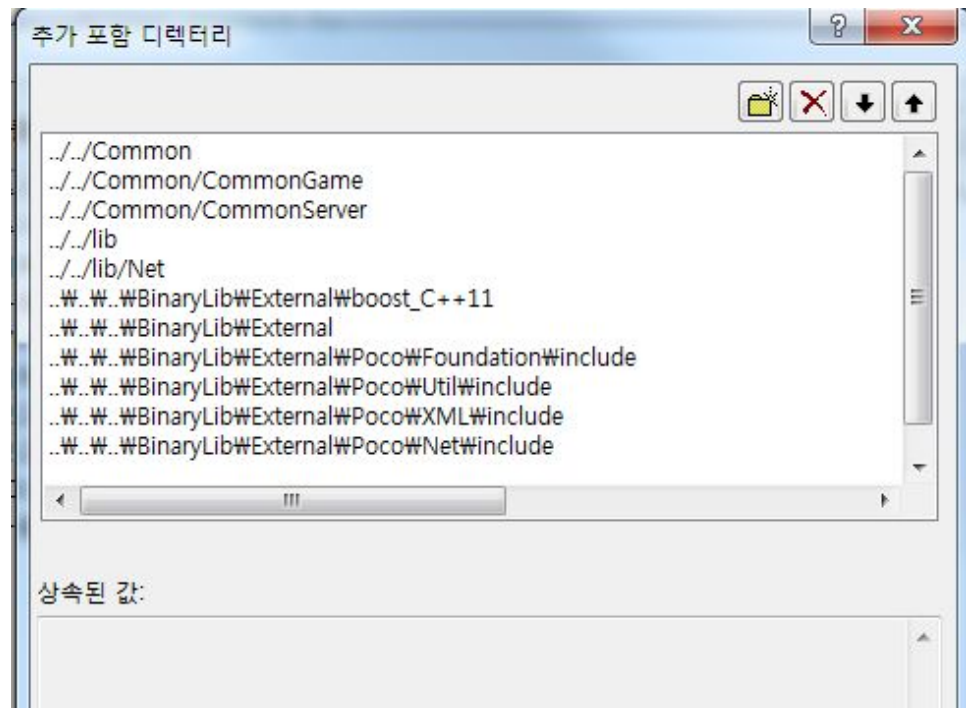 추가 포함 디렉터리
../../Common
../../Common/CommonGame
../../Common/CommonServer
../../lib
../../lib/Net
..₩..₩..₩BinaryLib₩External₩boost_C++11
..₩..₩..₩BinaryLib₩External
..₩..₩..₩BinaryLib₩External₩Poco₩Foundation₩include
..₩..₩..₩BinaryLib₩External₩Poco₩Util₩include
..₩..₩..₩BinaryLib₩External₩Poco₩XML₩include
..₩..₩..₩BinaryLib₩External₩Poco₩Net₩include
상속된 값: